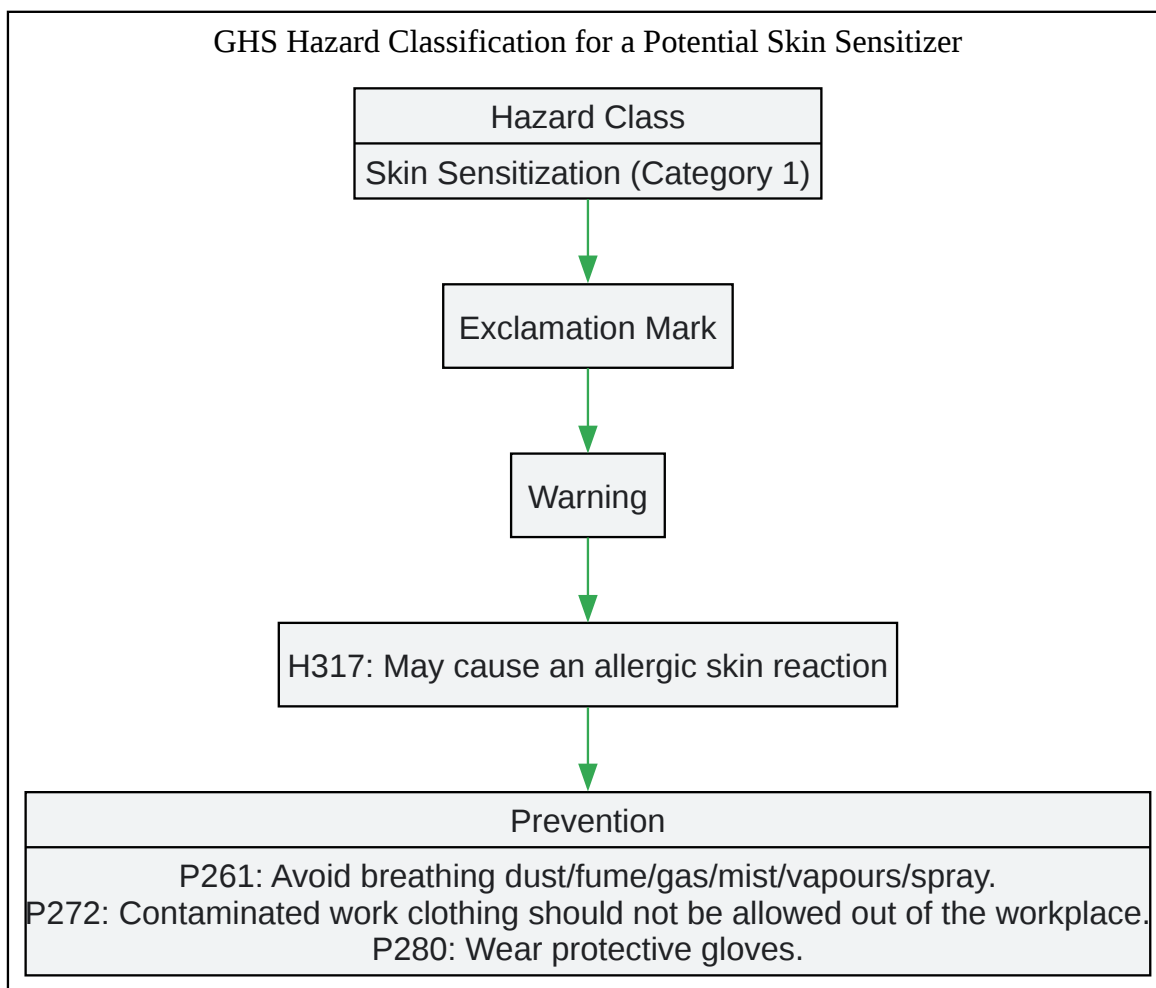 GHS Hazard Classification for a Potential Skin Sensitizer
Hazard Class
Skin Sensitization (Category 1)
Exclamation Mark
Warning
H317: May cause an allergic skin reaction
Prevention
P261: Avoid breathing dust/fume/gas/mist/vapours/spray.
P272: Contaminated work clothing should not be allowed out of the workplace.
P280: Wear protective gloves.